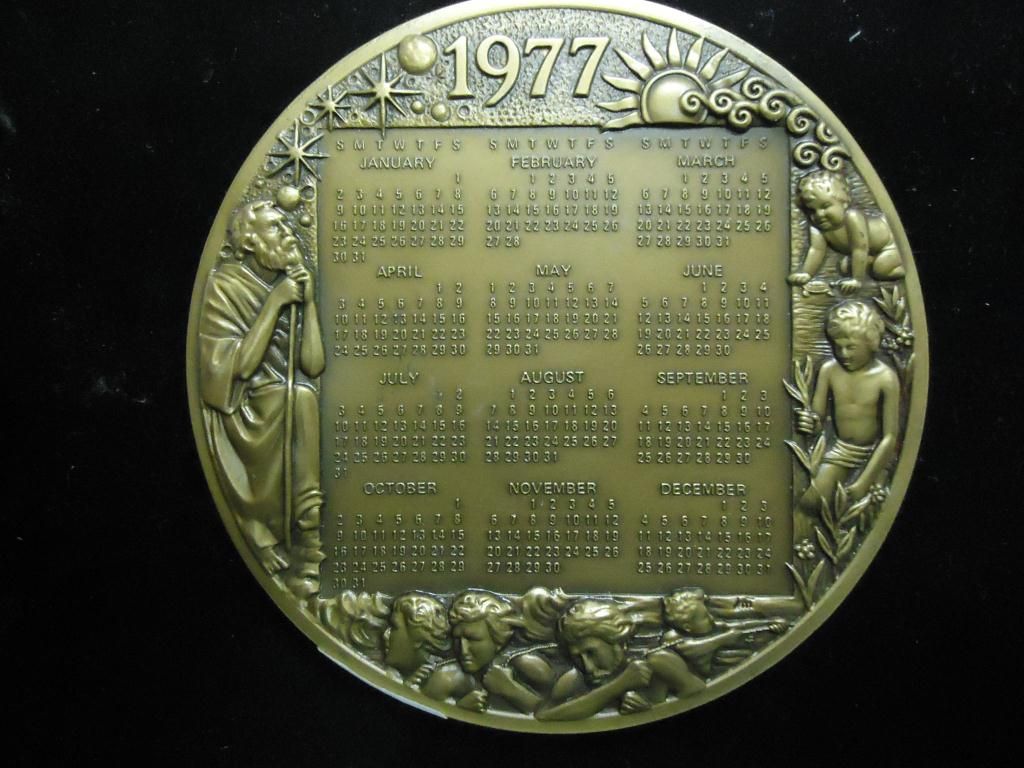 1977
S M T W T F S S M T W T F S S M T W T F S
JANUARY FEBRUARY MARCH
1 1 2 3 4 5 1 2 3 4 5
2 3 4 5 6 7 8 6 7 8 9 10 11 12 6 7 8 9 10 11 12
9 10 11 12 13 14 15 13 14 15 16 17 18 19 13 14 15 16 17 18 19
16 17 18 19 20 21 22 20 21 22 23 24 25 26 20 21 22 23 24 25 26
23 24 25 26 27 28 29 27 28 27 28 29 30 31
30 31
APRIL MAY JUNE
1 2 1 2 3 4 5 6 7 1 2 3 4
3 4 5 6 7 8 9 8 9 10 11 12 13 14 5 6 7 8 9 10 11
10 11 12 13 14 15 16 15 16 17 18 19 20 21 12 13 14 15 16 17 18
17 18 19 20 21 22 23 22 23 24 25 26 27 28 19 20 21 22 23 24 25
24 25 26 27 28 29 30 29 30 31 26 27 28 29 30
JULY AUGUST SEPTEMBER
1 2 1 2 3 4 5 6 1 2 3
3 4 5 6 7 8 9 7 8 9 10 11 12 13 4 5 6 7 8 9 10
10 11 12 13 14 15 16 14 15 16 17 18 19 20 11 12 13 14 15 16 17
17 18 19 20 21 22 23 21 22 23 24 25 26 27 18 19 20 21 22 23 24
24 25 26 27 28 29 30 28 29 30 31 25 26 27 28 29 30
31
OCTOBER NOVEMBER DECEMBER
1 1 2 3 4 5 1 2 3
2 3 4 5 6 7 8 6 7 8 9 10 11 12 4 5 6 7 8 9 10
9 10 11 12 13 14 15 13 14 15 16 17 18 19 11 12 13 14 15 16 17
16 17 18 19 20 21 22 20 21 22 23 24 25 26 18 19 20 21 22 23 24
23 24 25 26 27 28 29 27 28 29 30 25 26 27 28 29 30 31
30 31